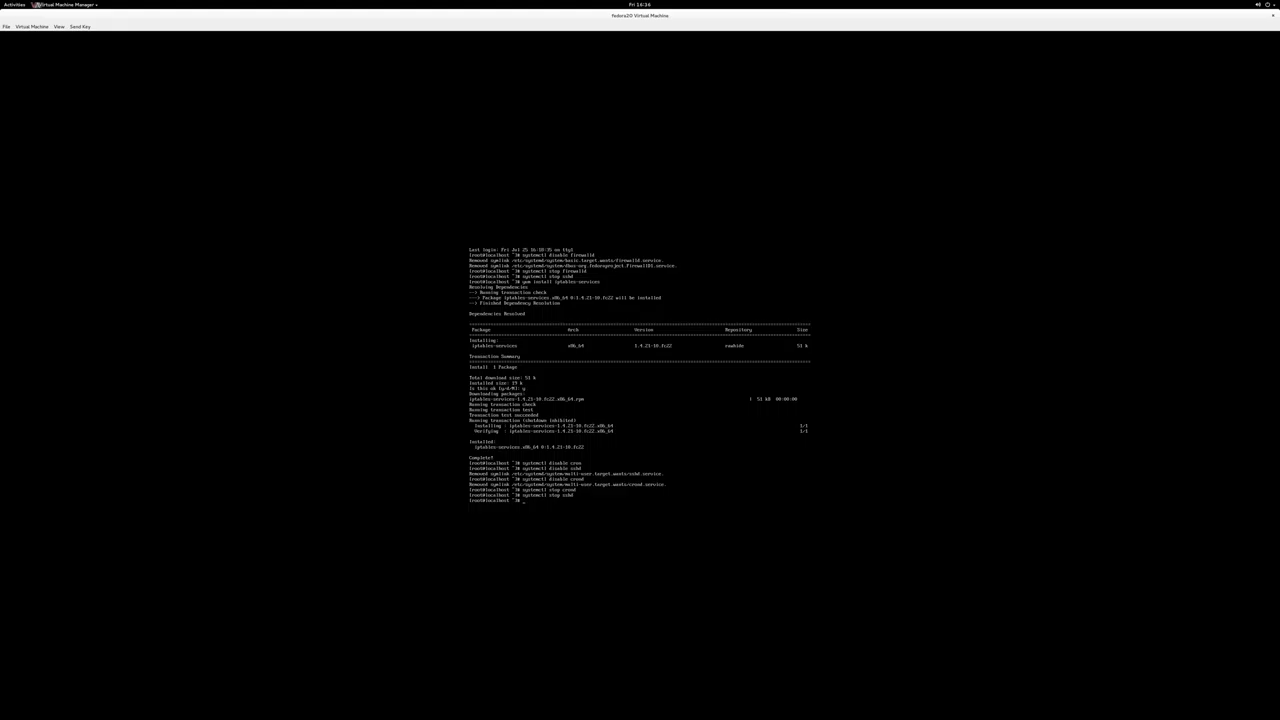 Activities Virtual Machine Manager Fri 16:16
Fedora20 Virtual Machine
File Virtual Machine View Send Key
Last login: Fri Jul 25 16:10:35 on tty1
[root@localhost ~]# systemctl disable firewalld
Removed symlink /etc/systemd/system/basic.target.wants/firewalld.service.
Removed symlink /etc/systemd/system/dbus-org.fedoraproject.FirewallD1.service.
[root@localhost ~]# systemctl stop firewalld
[root@localhost ~]# systemctl stop sshd
[root@localhost ~]# yum install iptables-services
Resolving Dependencies
--> Running transaction check
---> Package iptables-services.x86_64 0:1.4.21-10.fc22 will be installed
--> Finished Dependency Resolution
Dependencies Resolved
Package Arch Version Repository Size
Installing:
iptables-services x86_64 1.4.21-10.fc22 rawhide 51 k
Transaction Summary
Install 1 Package
Total download size: 51 k
Installed size: 19 k
Is this ok [y/d/N]: y
Downloading packages:
iptables-services-1.4.21-10.fc22.x86_64.rpm | 51 kB 00:00:00
Running transaction check
Running transaction test
Transaction test succeeded
Running transaction (shutdown inhibited)
Installing : iptables-services-1.4.21-10.fc22.x86_64 1/1
Verifying : iptables-services-1.4.21-10.fc22.x86_64 1/1
Installed:
iptables-services.x86_64 0:1.4.21-10.fc22
Complete!
[root@localhost ~]# systemctl disable cron
[root@localhost ~]# systemctl disable sshd
Removed symlink /etc/systemd/system/multi-user.target.wants/sshd.service.
[root@localhost ~]# systemctl disable crond
Removed symlink /etc/systemd/system/multi-user.target.wants/crond.service.
[root@localhost ~]# systemctl stop crond
[root@localhost ~]# systemctl stop sshd
[root@localhost ~]# _